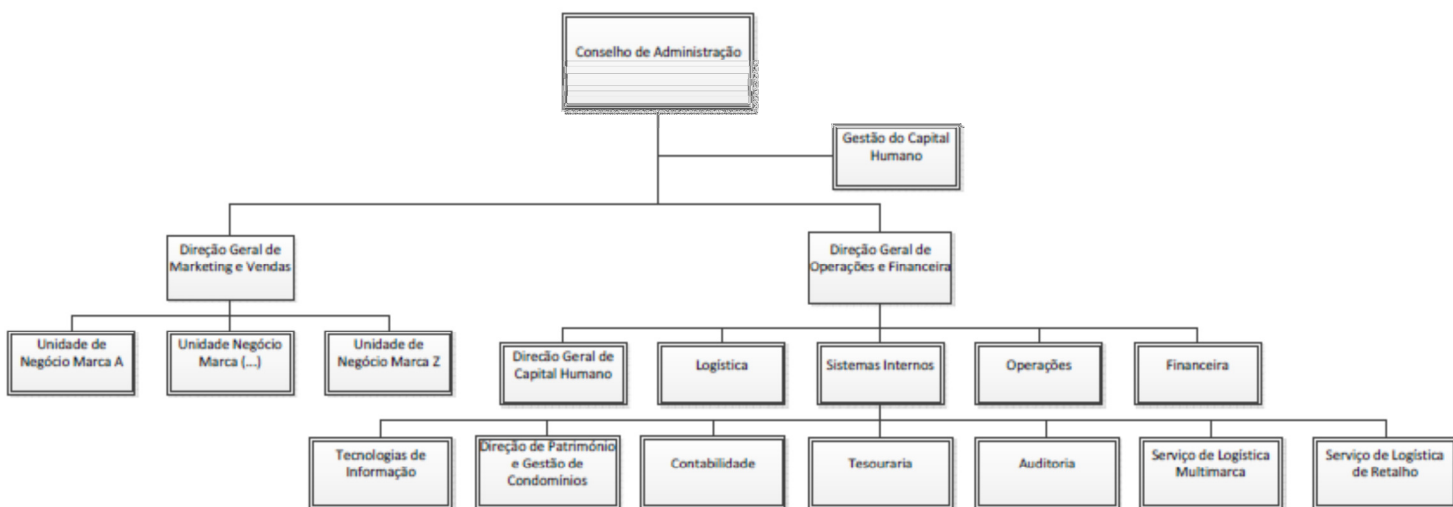 Conselho de Administração
Gestão do Capital
Humano
Direção Geral de
Marketing e Vendas
Direção Geral de
Operações e Financeira
Unidade de
Negócio Marca A
Unidade Negócio
Marca (...)
Unidade de
Negócio Marca Z
Direcão Geral de
Capital Humano
Logística
Sistemas Internos
Operações
Financeira
Tecnologias de
Informação
Direção de Património
e Gestão de
Condomínios
Contabilidade
Tesouraria
Auditoria
Serviço de Logística
Multimarca
Serviço de Logística
de Retalho